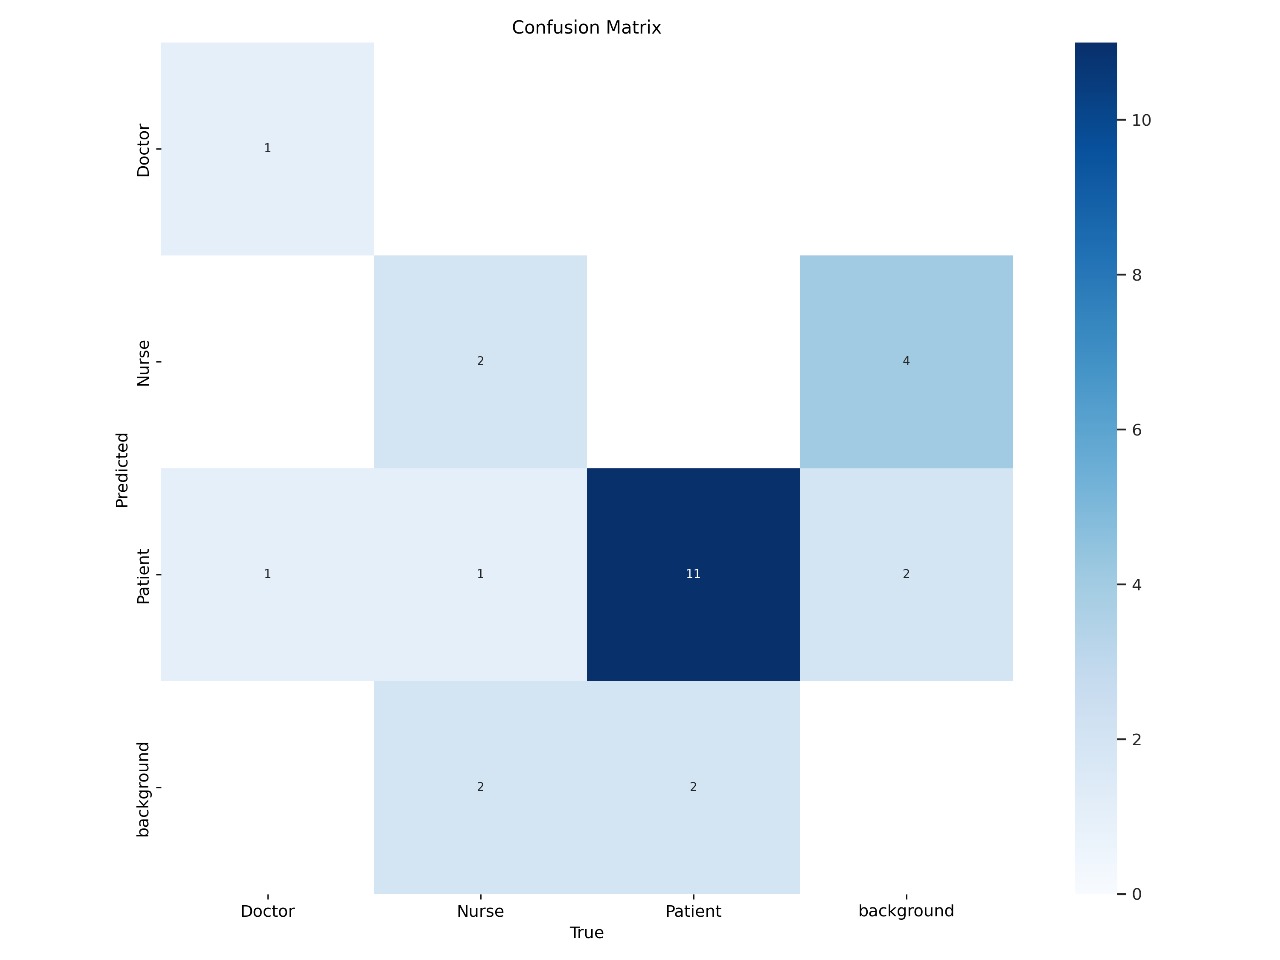 Confusion Matrix
Doctor
1
10
8
Nurse
2
4
6
Predicted
Patient
1
1
11
2
4
background
2
2
2
0
Doctor
Nurse
Patient
background
True